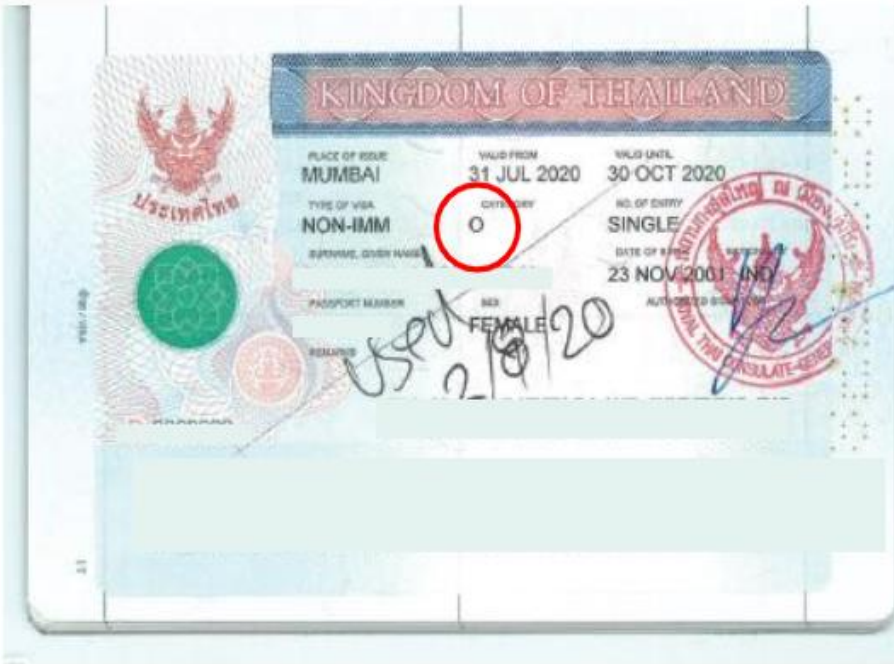 KINGDOM OF THAILAND
ประเทศไทย
PLACE OF ISSUE VALID FROM VALID UNTIL
MUMBAI 31 JUL 2020 30 OCT 2020
TYPE OF VISA CATEGORY NO. OF ENTRY
NON-IMM O SINGLE
SURNAME, GIVEN NAME DATE OF BIRTH
23 NOV 2001 IND
PASSPORT NUMBER SEX AUTHORIZED
FEMALE
REMARKS
used
2/8/20
ROYAL THAI CONSULATE-GENERAL